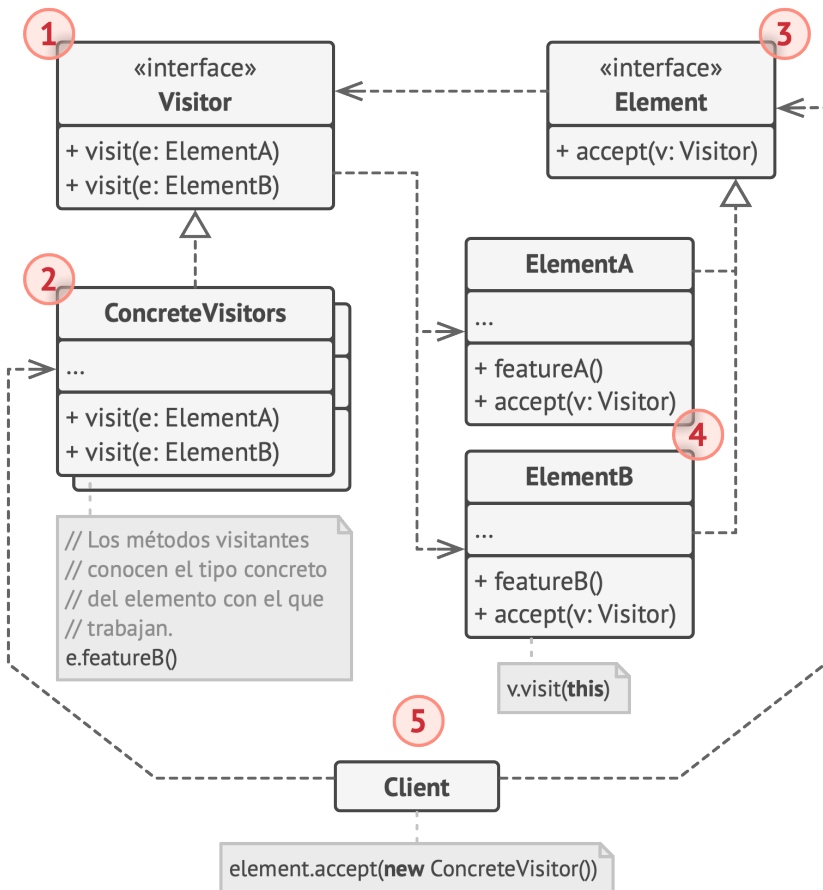 1
«interface»
Visitor
+ visit(e: ElementA)
+ visit(e: ElementB)
3
«interface»
Element
+ accept(v: Visitor)
2
ConcreteVisitors
...
+ visit(e: ElementA)
+ visit(e: ElementB)
// Los métodos visitantes
// conocen el tipo concreto
// del elemento con el que
// trabajan.
e.featureB()
ElementA
...
+ featureA()
+ accept(v: Visitor)
4
ElementB
...
+ featureB()
+ accept(v: Visitor)
v.visit(this)
5
Client
element.accept(new ConcreteVisitor())